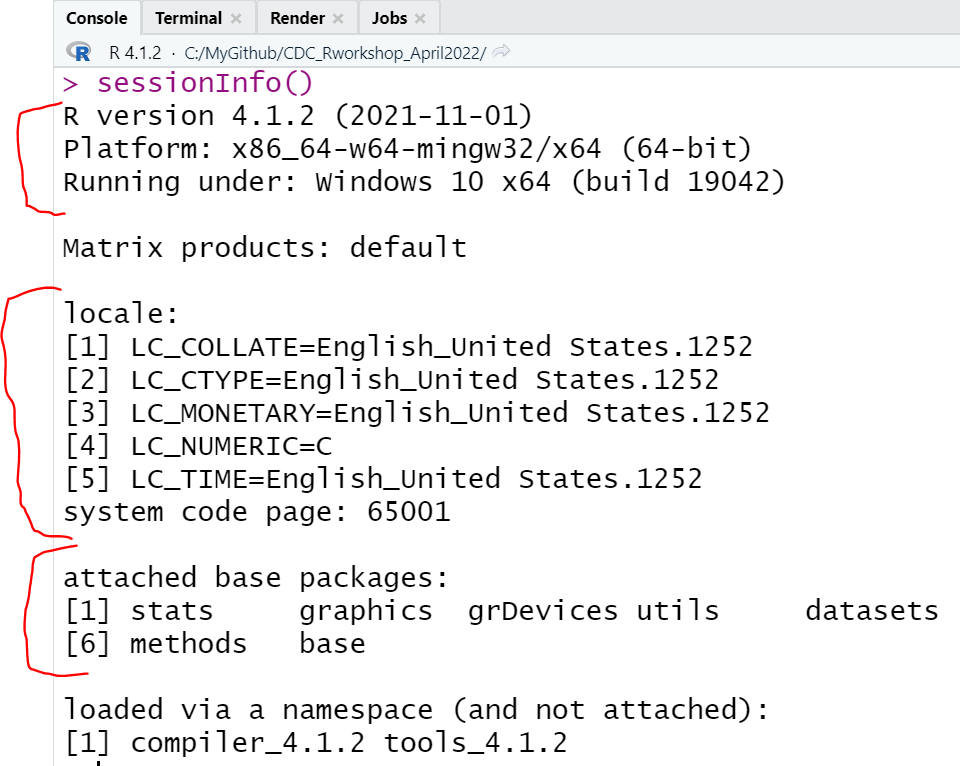 Console Terminal Render Jobs
R R 4.1.2 · C:/MyGithub/CDC_Rworkshop_April2022/
> sessionInfo()
R version 4.1.2 (2021-11-01)
Platform: x86_64-w64-mingw32/x64 (64-bit)
Running under: Windows 10 x64 (build 19042)
Matrix products: default
locale:
[1] LC_COLLATE=English_United States.1252
[2] LC_CTYPE=English_United States.1252
[3] LC_MONETARY=English_United States.1252
[4] LC_NUMERIC=C
[5] LC_TIME=English_United States.1252
system code page: 65001
attached base packages:
[1] stats     graphics  grDevices utils     datasets
[6] methods   base
loaded via a namespace (and not attached):
[1] compiler_4.1.2 tools_4.1.2